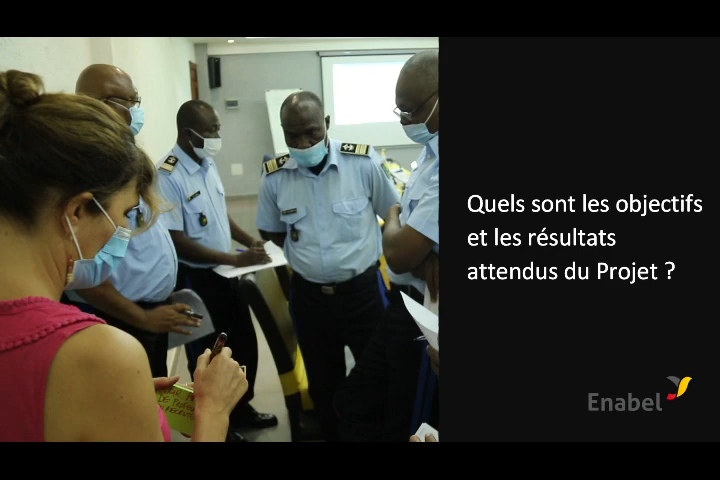 Quels sont les objectifs
et les résultats
attendus du Projet ?
Enabel